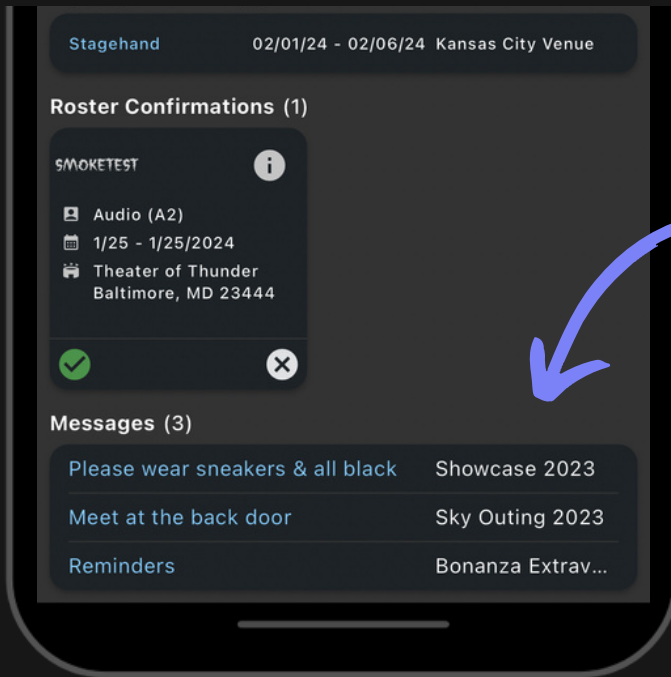 Stagehand 02/01/24 - 02/06/24 Kansas City Venue
Roster Confirmations (1)
SMOKETEST
i
Audio (A2)
1/25 - 1/25/2024
Theater of Thunder
Baltimore, MD 23444
Messages (3)
Please wear sneakers & all black Showcase 2023
Meet at the back door Sky Outing 2023
Reminders Bonanza Extrav...